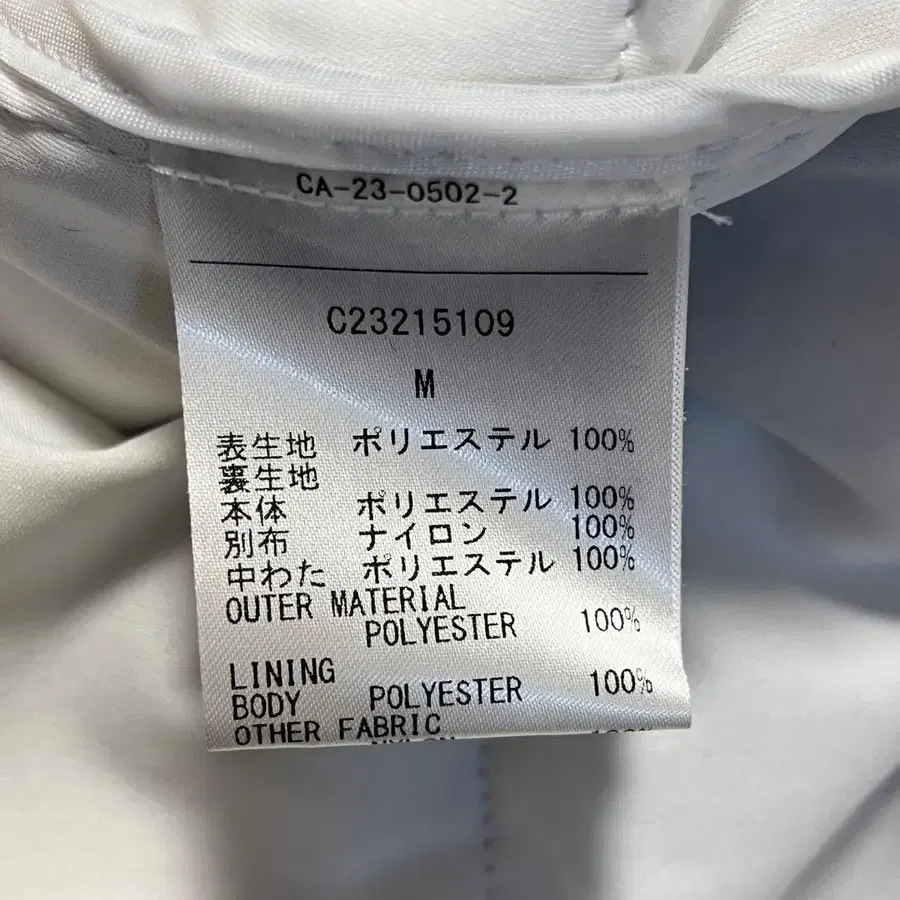 CA-23-0502-2
C23215109
M
表生地 ポリエステル 100%
裏生地
本体 ポリエステル 100%
別布 ナイロン 100%
中わた ポリエステル 100%
OUTER MATERIAL
POLYESTER 100%
LINING
BODY POLYESTER 100%
OTHER FABRIC